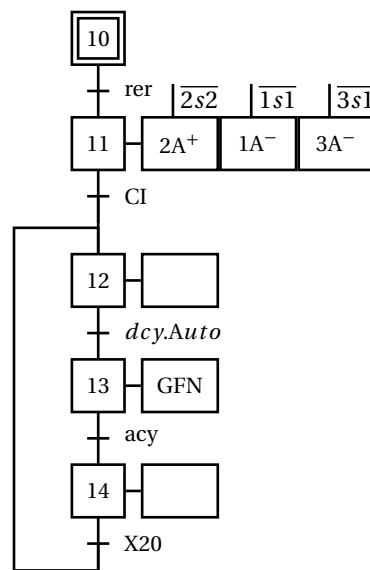 10
rer
2s2 1s1 3s1
11 2A⁺ 1A⁻ 3A⁻
CI
12
dcy.Auto
13 GFN
acy
14
X20